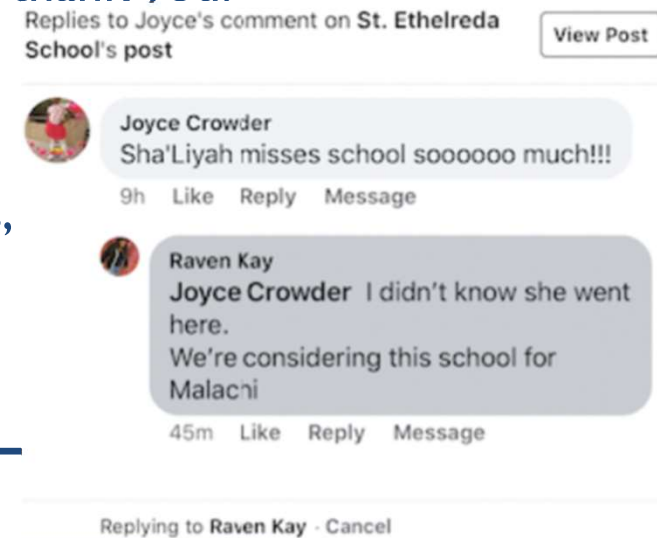 Replies to Joyce's comment on St. Ethelreda
School's post
View Post
Joyce Crowder
Sha'Liyah misses school soooooo much!!!
9h Like Reply Message
Raven Kay
Joyce Crowder I didn't know she went
here.
We're considering this school for
Malachi
45m Like Reply Message
Replying to Raven Kay · Cancel